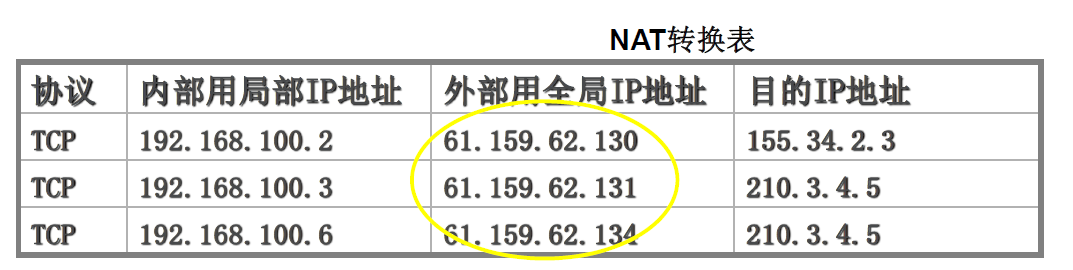 NAT转换表
协议 内部用局部IP地址 外部用全局IP地址 目的IP地址
TCP 192.168.100.2 61.159.62.130 155.34.2.3
TCP 192.168.100.3 61.159.62.131 210.3.4.5
TCP 192.168.100.6 61.159.62.134 210.3.4.5